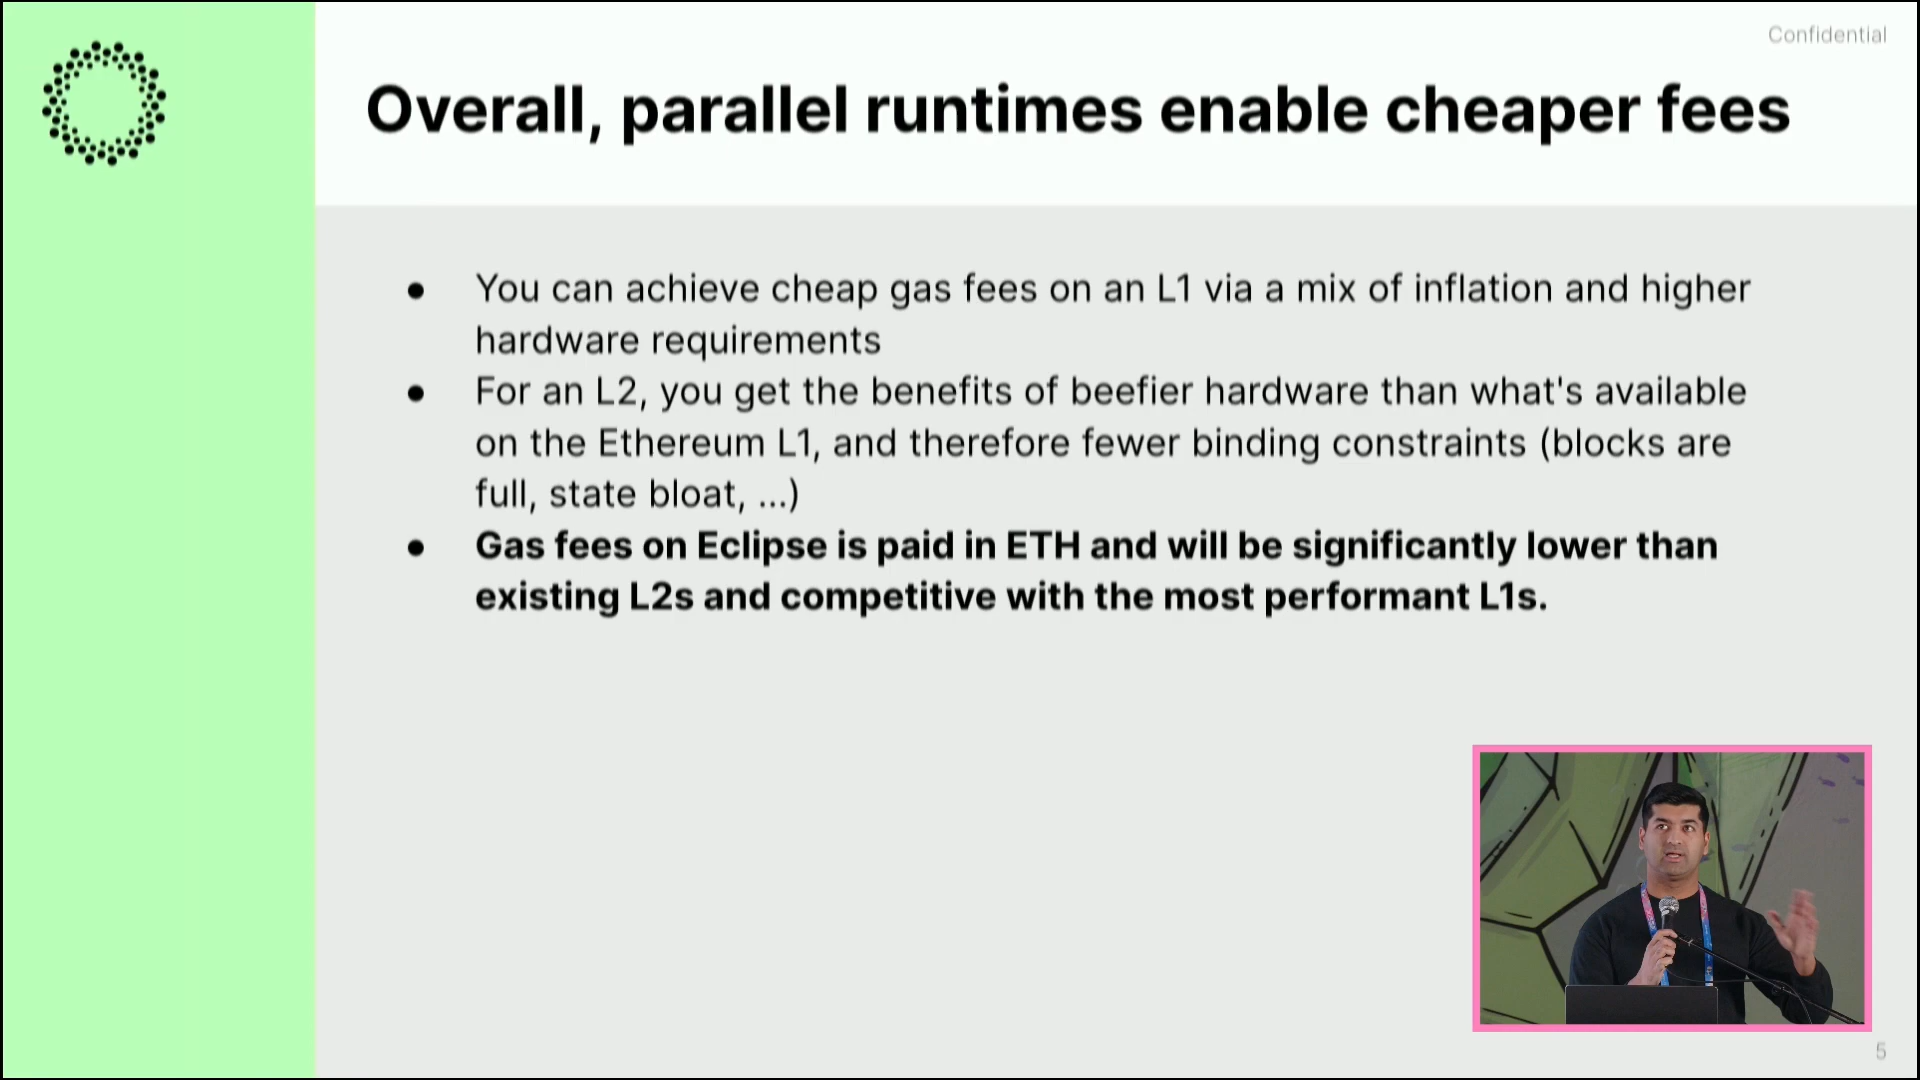 Confidential
Overall, parallel runtimes enable cheaper fees
● You can achieve cheap gas fees on an L1 via a mix of inflation and higher
hardware requirements
● For an L2, you get the benefits of beefier hardware than what's available
on the Ethereum L1, and therefore fewer binding constraints (blocks are
full, state bloat, ...)
● Gas fees on Eclipse is paid in ETH and will be significantly lower than
existing L2s and competitive with the most performant L1s.
5